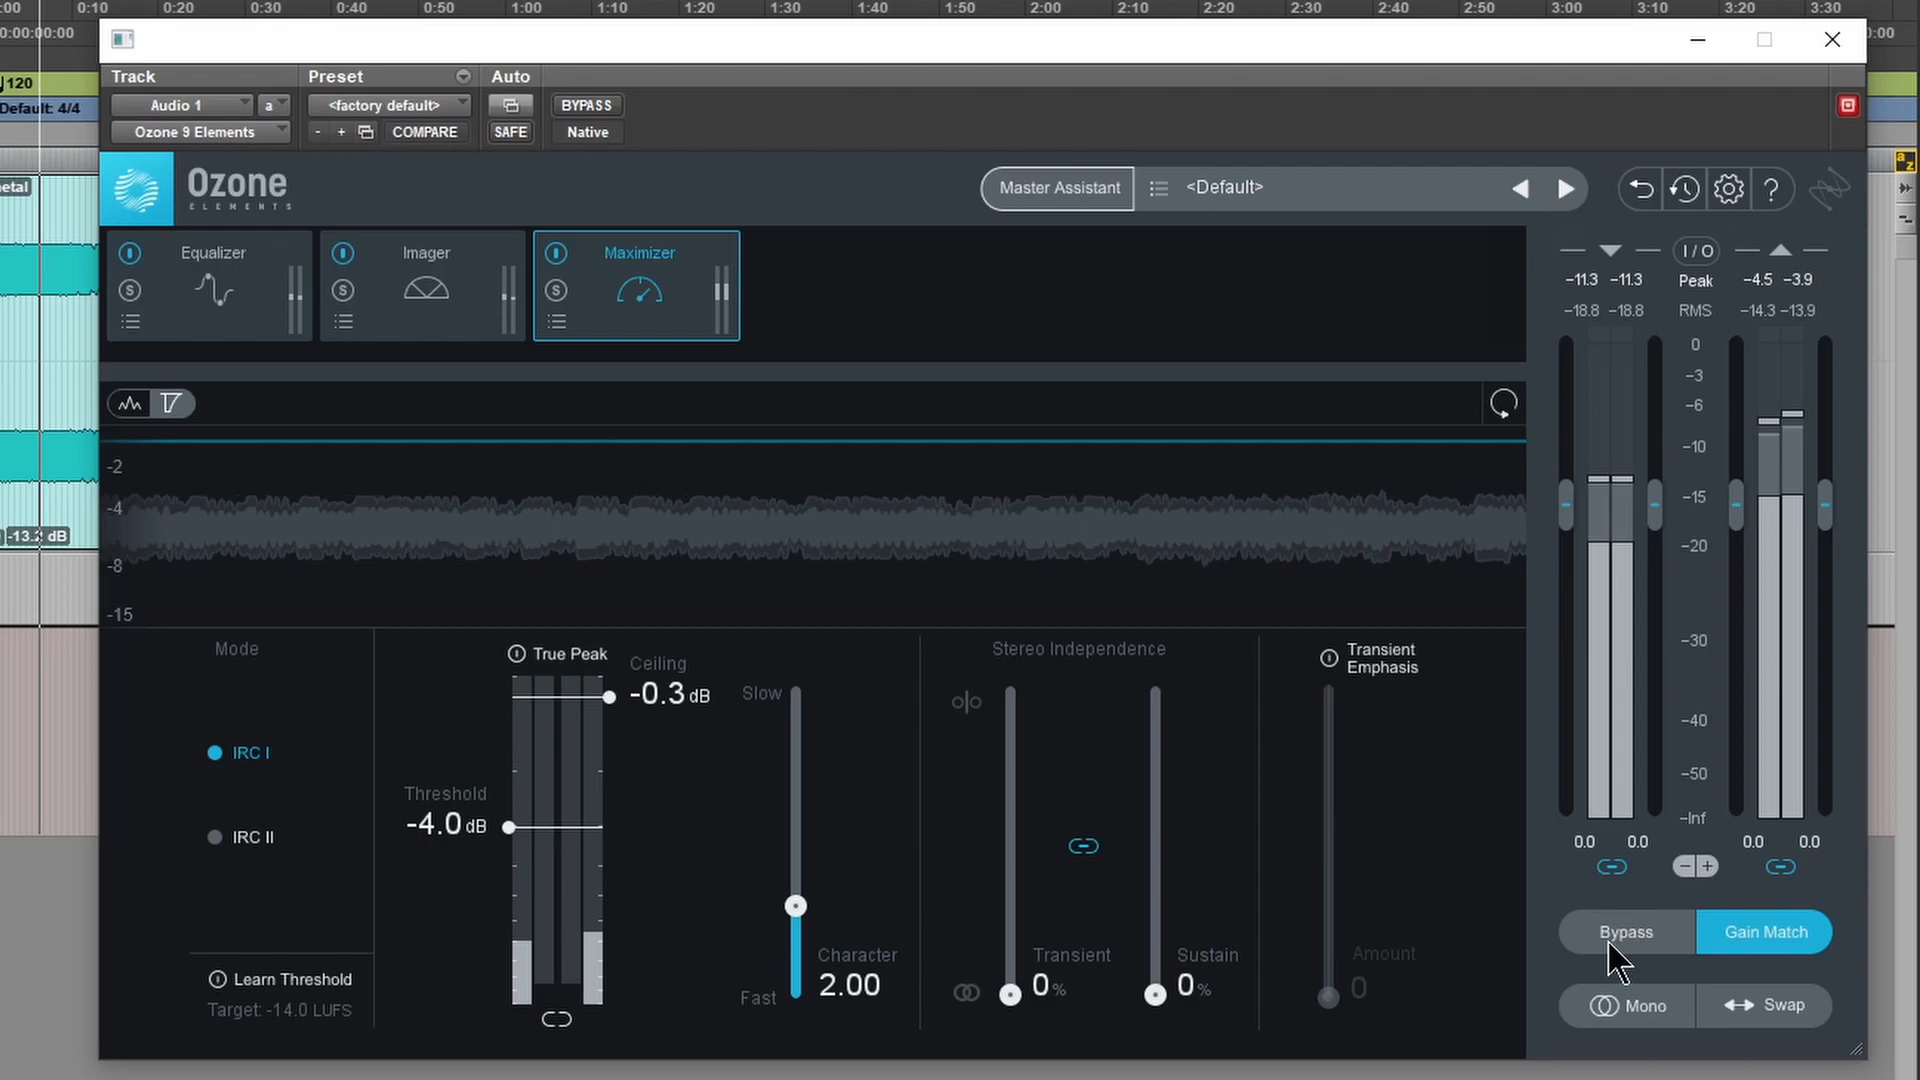 :00 0:10 0:20 0:30 0:40 0:50 1:00 1:10 1:20 1:30 1:40 1:50 2:00 2:10 2:20 2:30 2:40 2:50 3:00 3:10 3:20 3:30
0:00:00:00 0:00
120
Default: 4/4
etal
-13.2 dB
Track Preset Auto
Audio 1 a <factory default> BYPASS
Ozone 9 Elements - + COMPARE SAFE Native
Ozone
ELEMENTS
Master Assistant <Default> ?
Equalizer Imager Maximizer
S S S
I / O
-11.3 -11.3 Peak -4.5 -3.9
-18.8 -18.8 RMS -14.3 -13.9
0
-3
-6
-10
-15
-20
-30
-40
-50
-Inf
0.0 0.0 0.0 0.0
- +
Bypass Gain Match
Mono Swap
-2
-4
-8
-15
Mode
IRC I
IRC II
Learn Threshold
Target: -14.0 LUFS
True Peak
Ceiling
-0.3 dB
Threshold
-4.0 dB
Slow
Fast
Character
2.00
Stereo Independence
Transient
0 %
Sustain
0 %
Transient
Emphasis
Amount
0
a
z